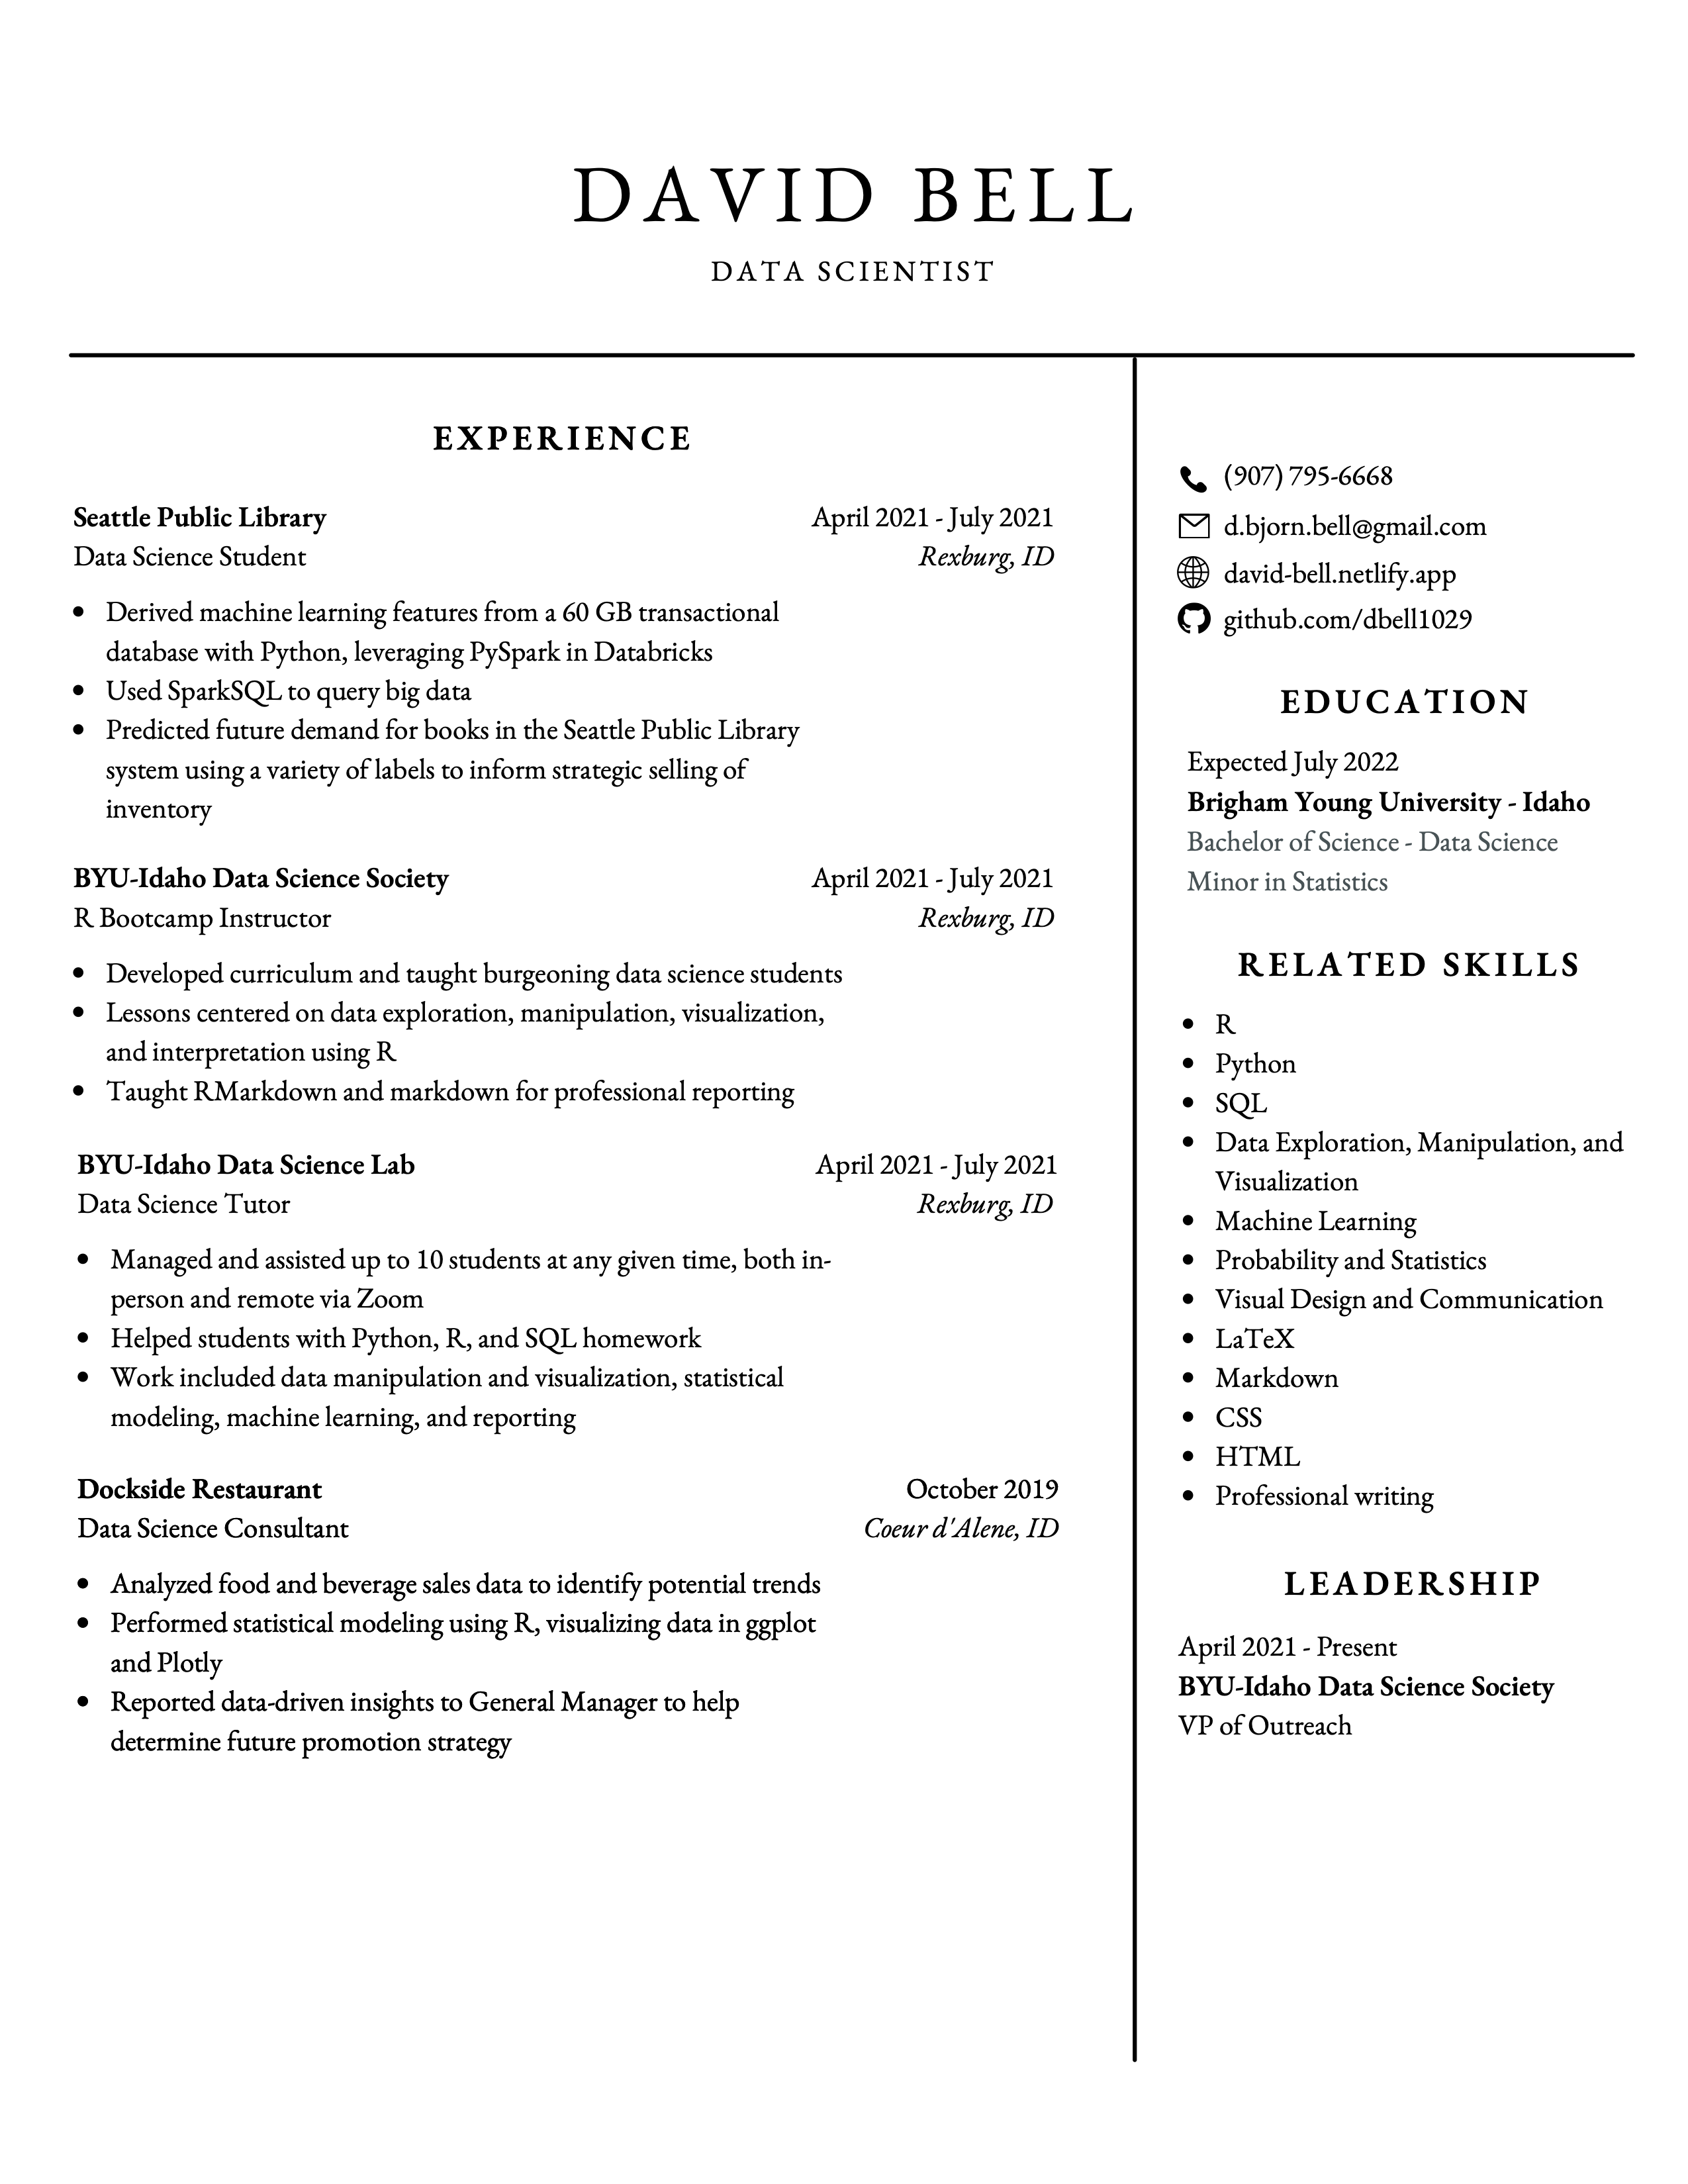 DAVID BELL
DATA SCIENTIST
EXPERIENCE
Seattle Public Library April 2021 - July 2021
Data Science Student Rexburg, ID
• Derived machine learning features from a 60 GB transactional
database with Python, leveraging PySpark in Databricks
• Used SparkSQL to query big data
• Predicted future demand for books in the Seattle Public Library
system using a variety of labels to inform strategic selling of
inventory
BYU-Idaho Data Science Society April 2021 - July 2021
R Bootcamp Instructor Rexburg, ID
• Developed curriculum and taught burgeoning data science students
• Lessons centered on data exploration, manipulation, visualization,
and interpretation using R
• Taught RMarkdown and markdown for professional reporting
BYU-Idaho Data Science Lab April 2021 - July 2021
Data Science Tutor Rexburg, ID
• Managed and assisted up to 10 students at any given time, both in-
person and remote via Zoom
• Helped students with Python, R, and SQL homework
• Work included data manipulation and visualization, statistical
modeling, machine learning, and reporting
Dockside Restaurant October 2019
Data Science Consultant Coeur d'Alene, ID
• Analyzed food and beverage sales data to identify potential trends
• Performed statistical modeling using R, visualizing data in ggplot
and Plotly
• Reported data-driven insights to General Manager to help
determine future promotion strategy
(907) 795-6668
d.bjorn.bell@gmail.com
david-bell.netlify.app
github.com/dbell1029
EDUCATION
Expected July 2022
Brigham Young University - Idaho
Bachelor of Science - Data Science
Minor in Statistics
RELATED SKILLS
• R
• Python
• SQL
• Data Exploration, Manipulation, and
Visualization
• Machine Learning
• Probability and Statistics
• Visual Design and Communication
• LaTeX
• Markdown
• CSS
• HTML
• Professional writing
LEADERSHIP
April 2021 - Present
BYU-Idaho Data Science Society
VP of Outreach